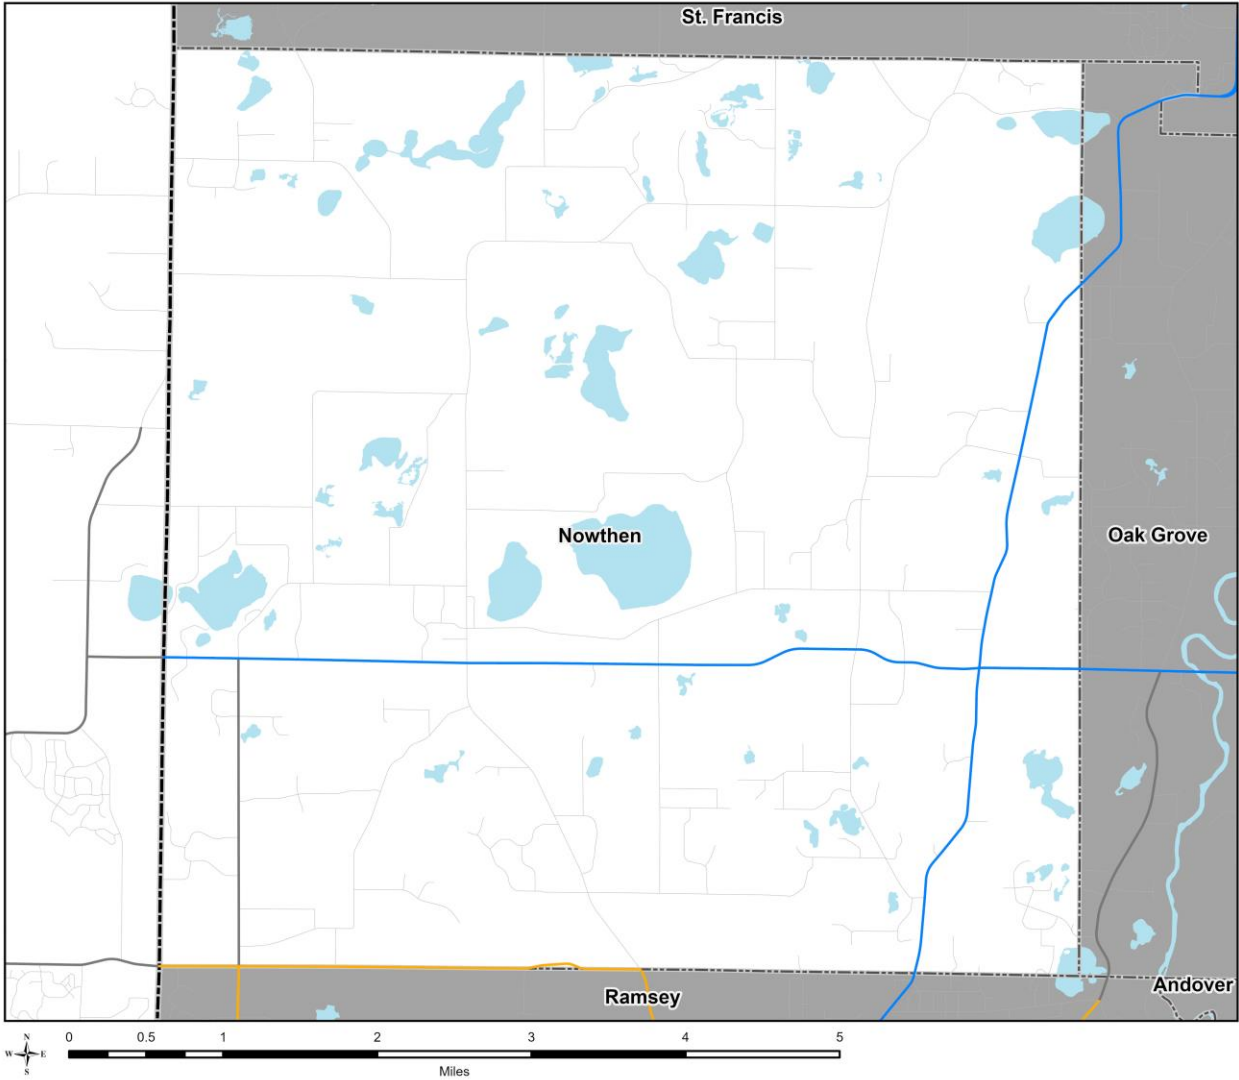 St. Francis
Nowthen
Oak Grove
Ramsey
Andover
N
W E
S
0 0.5 1 2 3 4 5
Miles